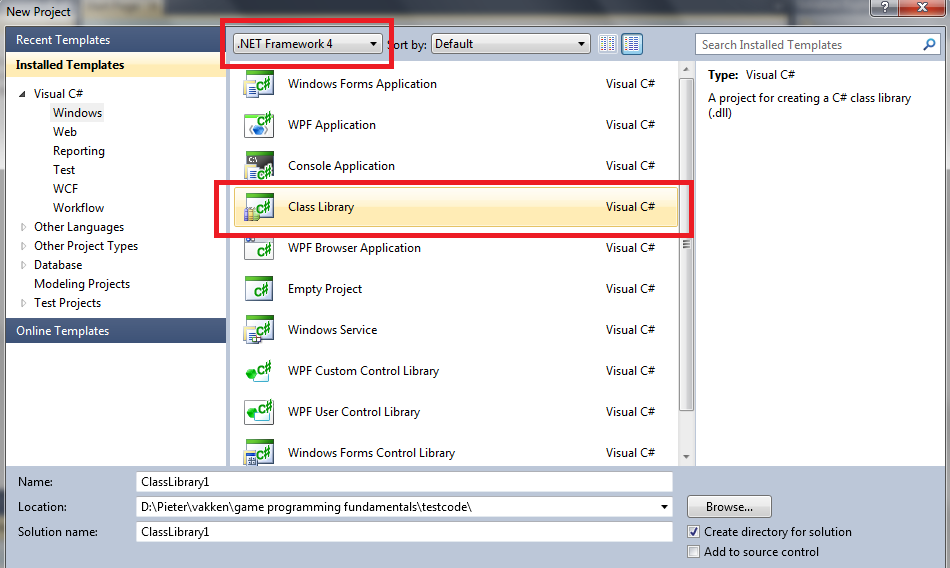 New Project
Recent Templates
Installed Templates
Visual C#
Windows
Web
Reporting
Test
WCF
Workflow
Other Languages
Other Project Types
Database
Modeling Projects
Test Projects
Online Templates
.NET Framework 4
Sort by: Default
Windows Forms Application Visual C#
WPF Application Visual C#
Console Application Visual C#
Class Library Visual C#
WPF Browser Application Visual C#
Empty Project Visual C#
Windows Service Visual C#
WPF Custom Control Library Visual C#
WPF User Control Library Visual C#
Windows Forms Control Library Visual C#
Search Installed Templates
Type: Visual C#
A project for creating a C# class library
(.dll)
Name: ClassLibrary1
Location: D:\Pieter\vakken\game programming fundamentals\testcode\
Browse...
Solution name: ClassLibrary1
Create directory for solution
Add to source control